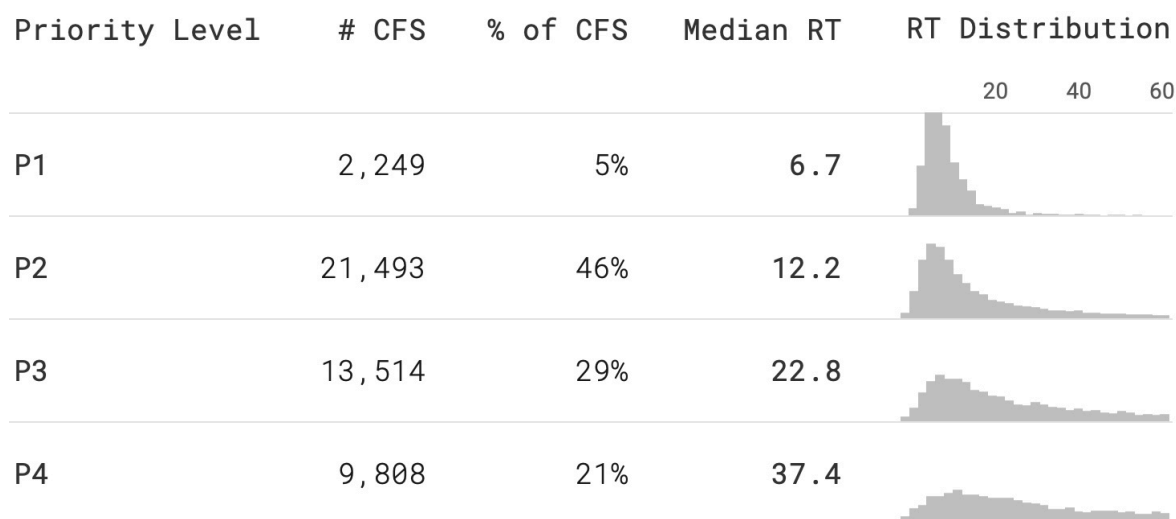 Priority Level # CFS % of CFS Median RT RT Distribution
20 40 60
P1 2,249 5% 6.7
P2 21,493 46% 12.2
P3 13,514 29% 22.8
P4 9,808 21% 37.4